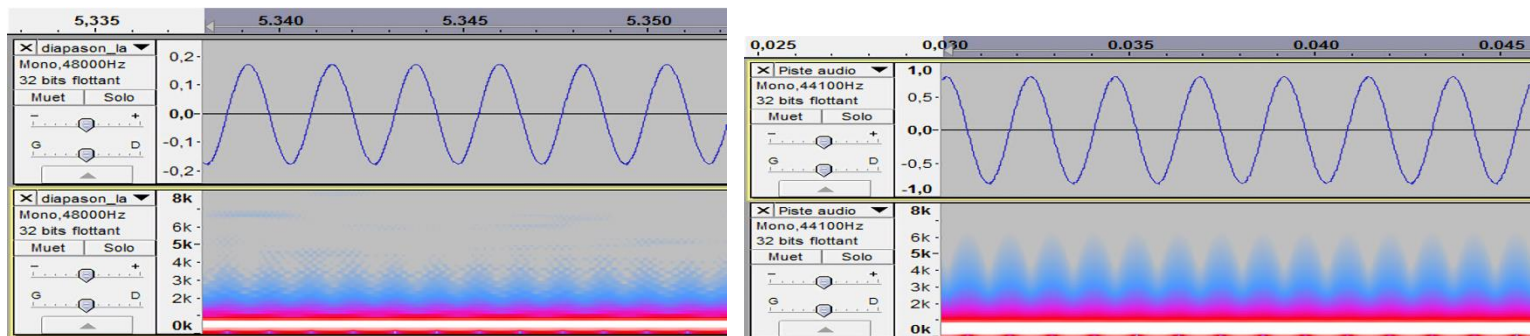 5,335 5.340 5.345 5.350
X diapason_la
Mono,48000Hz
32 bits flottant
Muet Solo
- +
G D
0,2-
0,1-
0,0-
-0,1-
-0,2-
X diapason_la
Mono,48000Hz
32 bits flottant
Muet Solo
- +
G D
8k
6k
5k
4k
3k
2k
0k
0,025 0,030 0.035 0.040 0.045
X Piste audio
Mono,44100Hz
32 bits flottant
Muet Solo
- +
G D
1,0
0,5-
0,0-
-0,5-
-1,0
X Piste audio
Mono,44100Hz
32 bits flottant
Muet Solo
- +
G D
8k
6k
5k
4k
3k
2k
0k